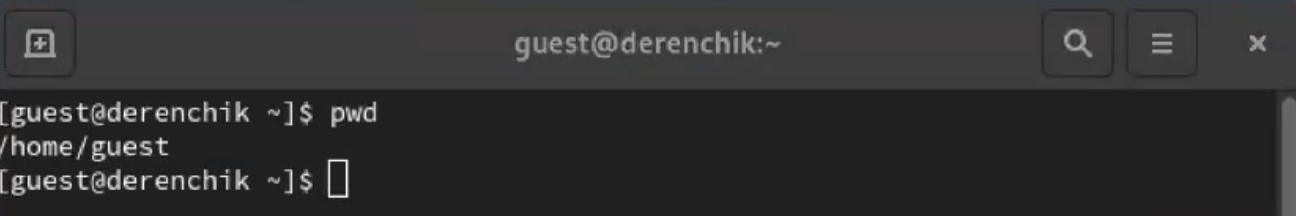 guest@derenchik:~
[guest@derenchik ~]$ pwd
/home/guest
[guest@derenchik ~]$